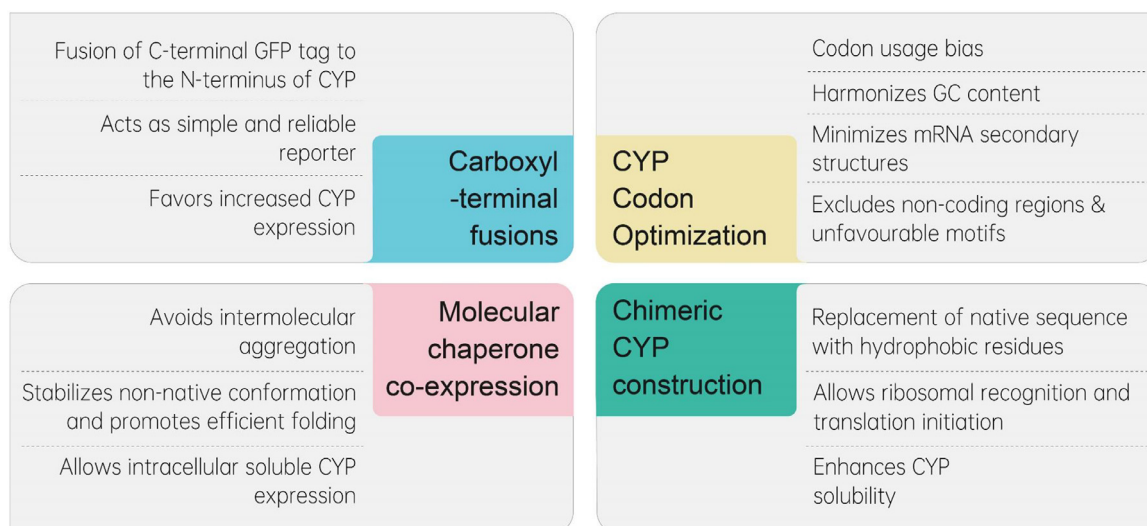 Fusion of C-terminal GFP tag to
the N-terminus of CYP
Acts as simple and reliable
reporter
Favors increased CYP
expression
Carboxyl
-terminal
fusions
CYP
Codon
Optimization
Codon usage bias
Harmonizes GC content
Minimizes mRNA secondary
structures
Excludes non-coding regions &
unfavourable motifs
Avoids intermolecular
aggregation
Stabilizes non-native conformation
and promotes efficient folding
Allows intracellular soluble CYP
expression
Molecular
chaperone
co-expression
Chimeric
CYP
construction
Replacement of native sequence
with hydrophobic residues
Allows ribosomal recognition and
translation initiation
Enhances CYP
solubility